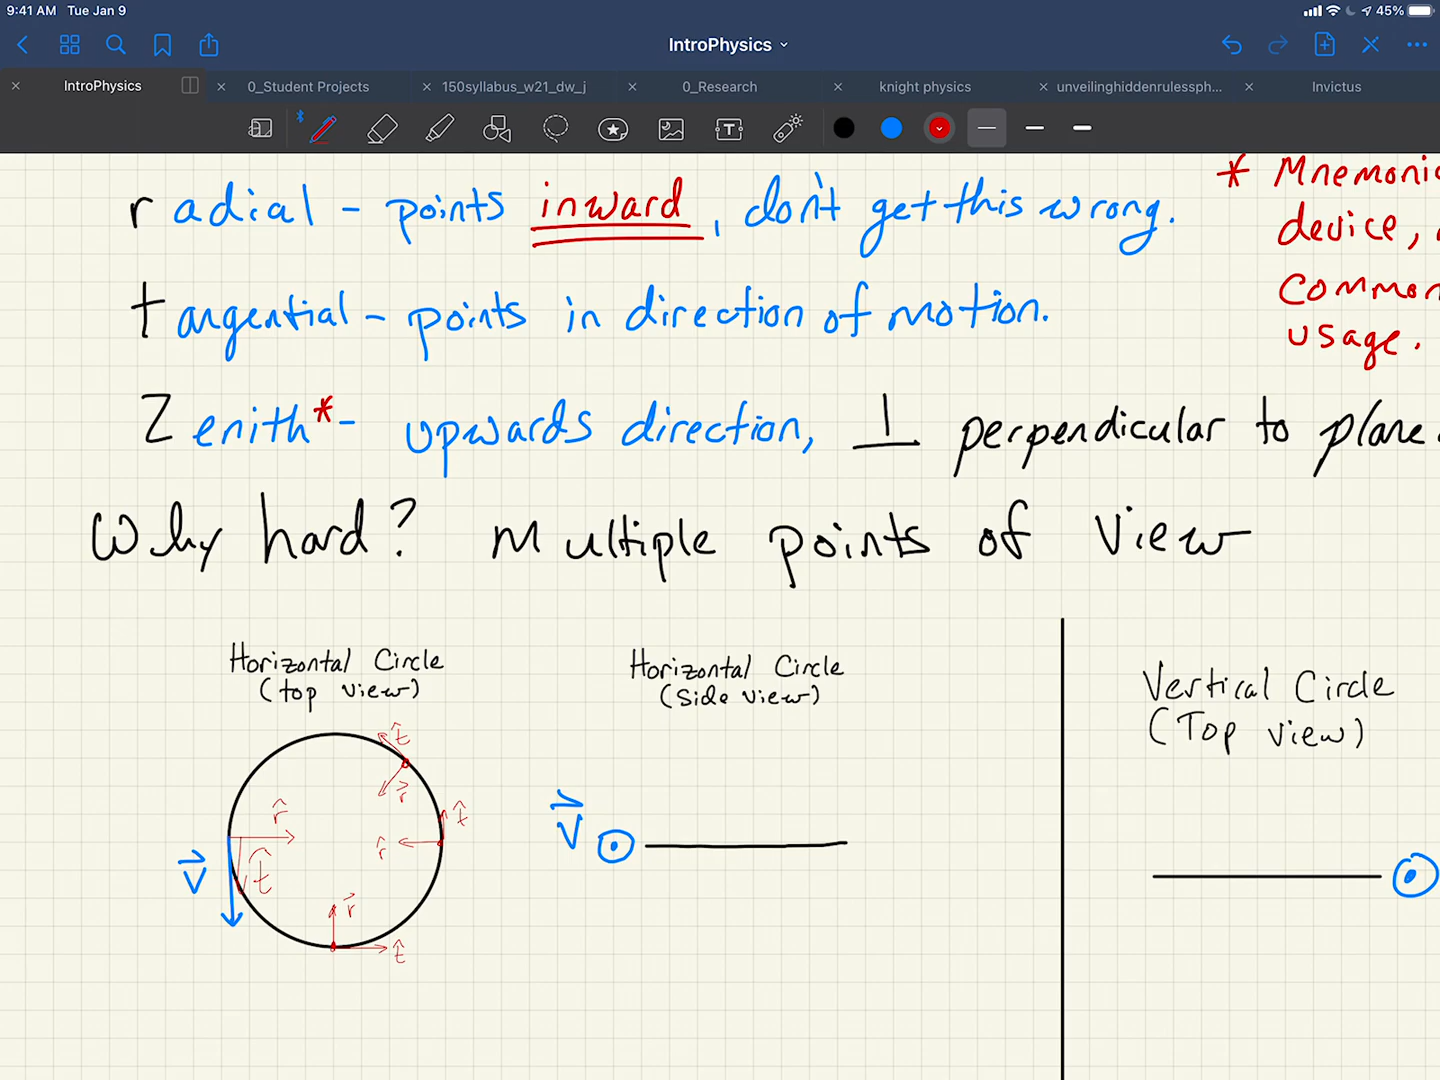 9:41 AM Tue Jan 9
45%
IntroPhysics
IntroPhysics
0_Student Projects
150syllabus_w21_dw_j
0_Research
knight physics
unveilinghiddenrulessph...
Invictus
radial - points inward, don't get this wrong.
* Mnemonic
device,
common
usage.
tangential - points in direction of motion.
Zenith* - upwards direction, ⊥ perpendicular to plane.
Why hard? Multiple points of view
Horizontal Circle
(top view)
Horizontal Circle
(side view)
Vertical Circle
(Top view)
t̂
r⃗
r̂
t̂
r̂
t̂
V⃗
r⃗
t̂
V⃗